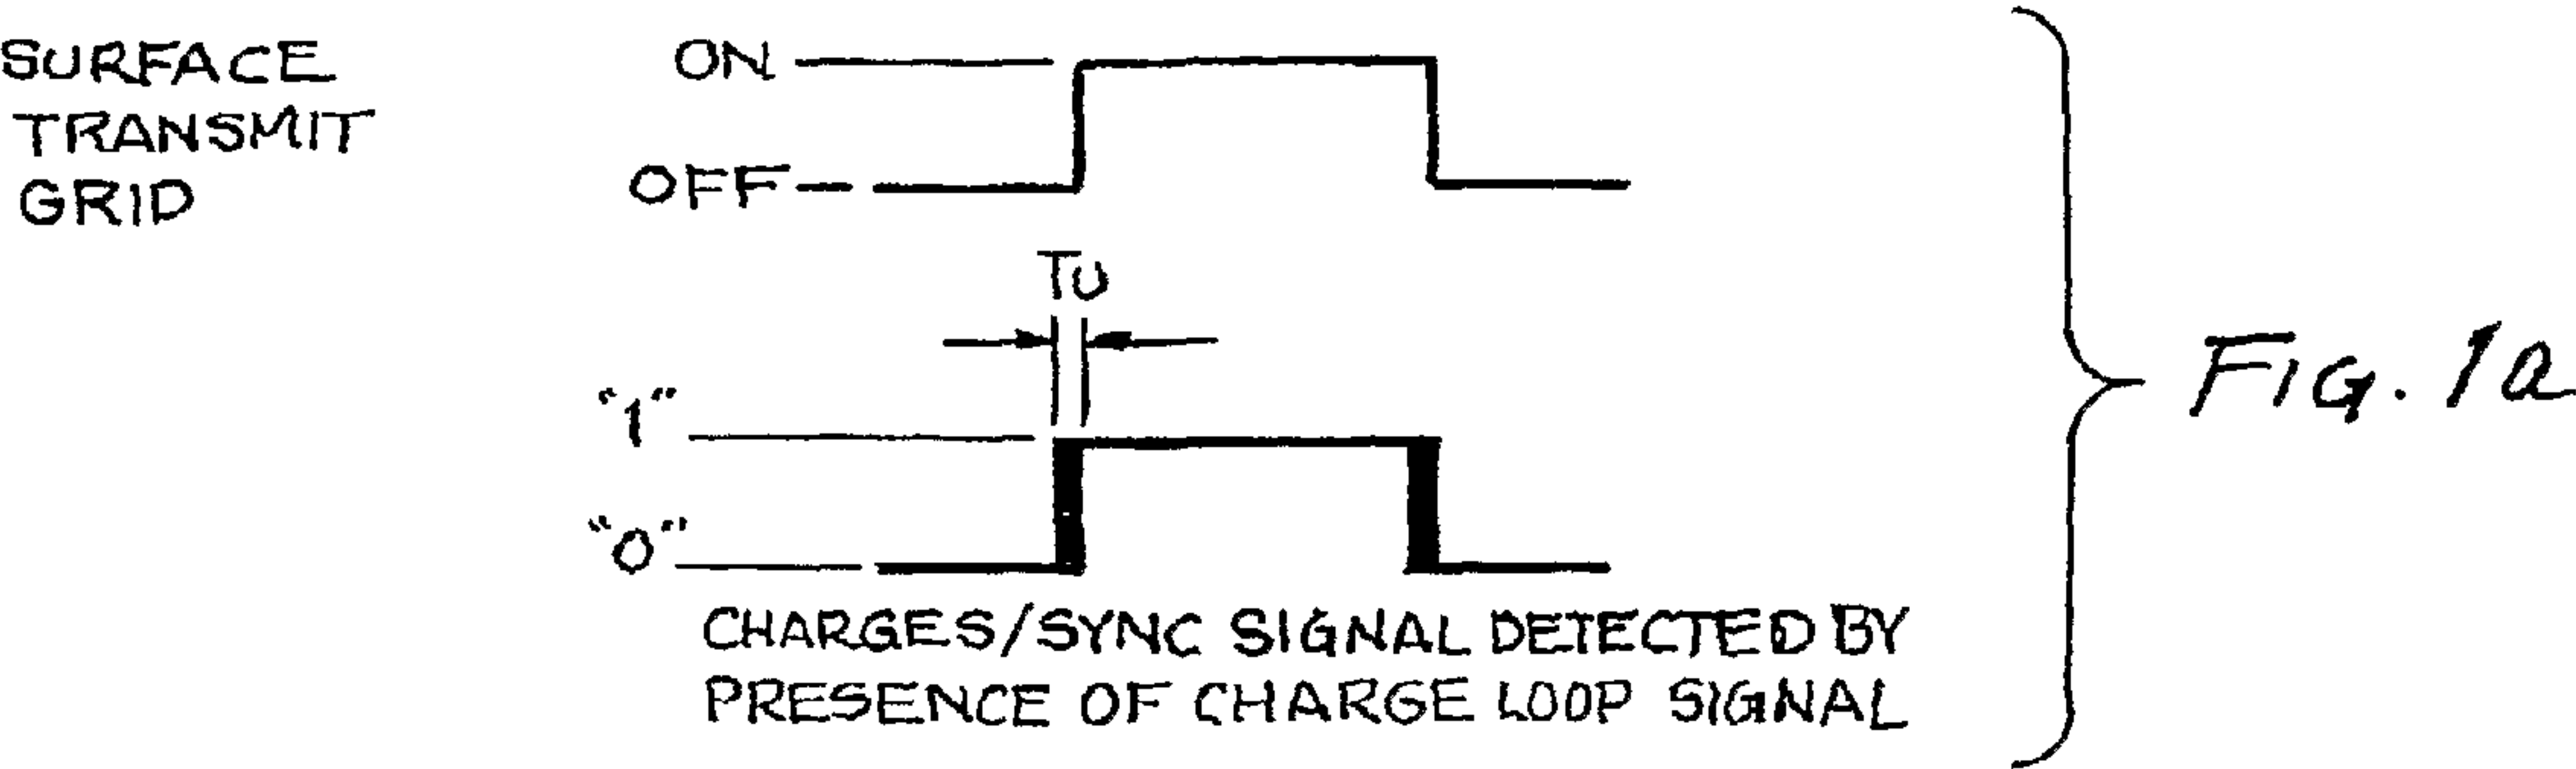 SURFACE
TRANSMIT
GRID
ON
OFF
TU
"1"
"0"
CHARGES/SYNC SIGNAL DETECTED BY
PRESENCE OF CHARGE LOOP SIGNAL
FIG. 1a